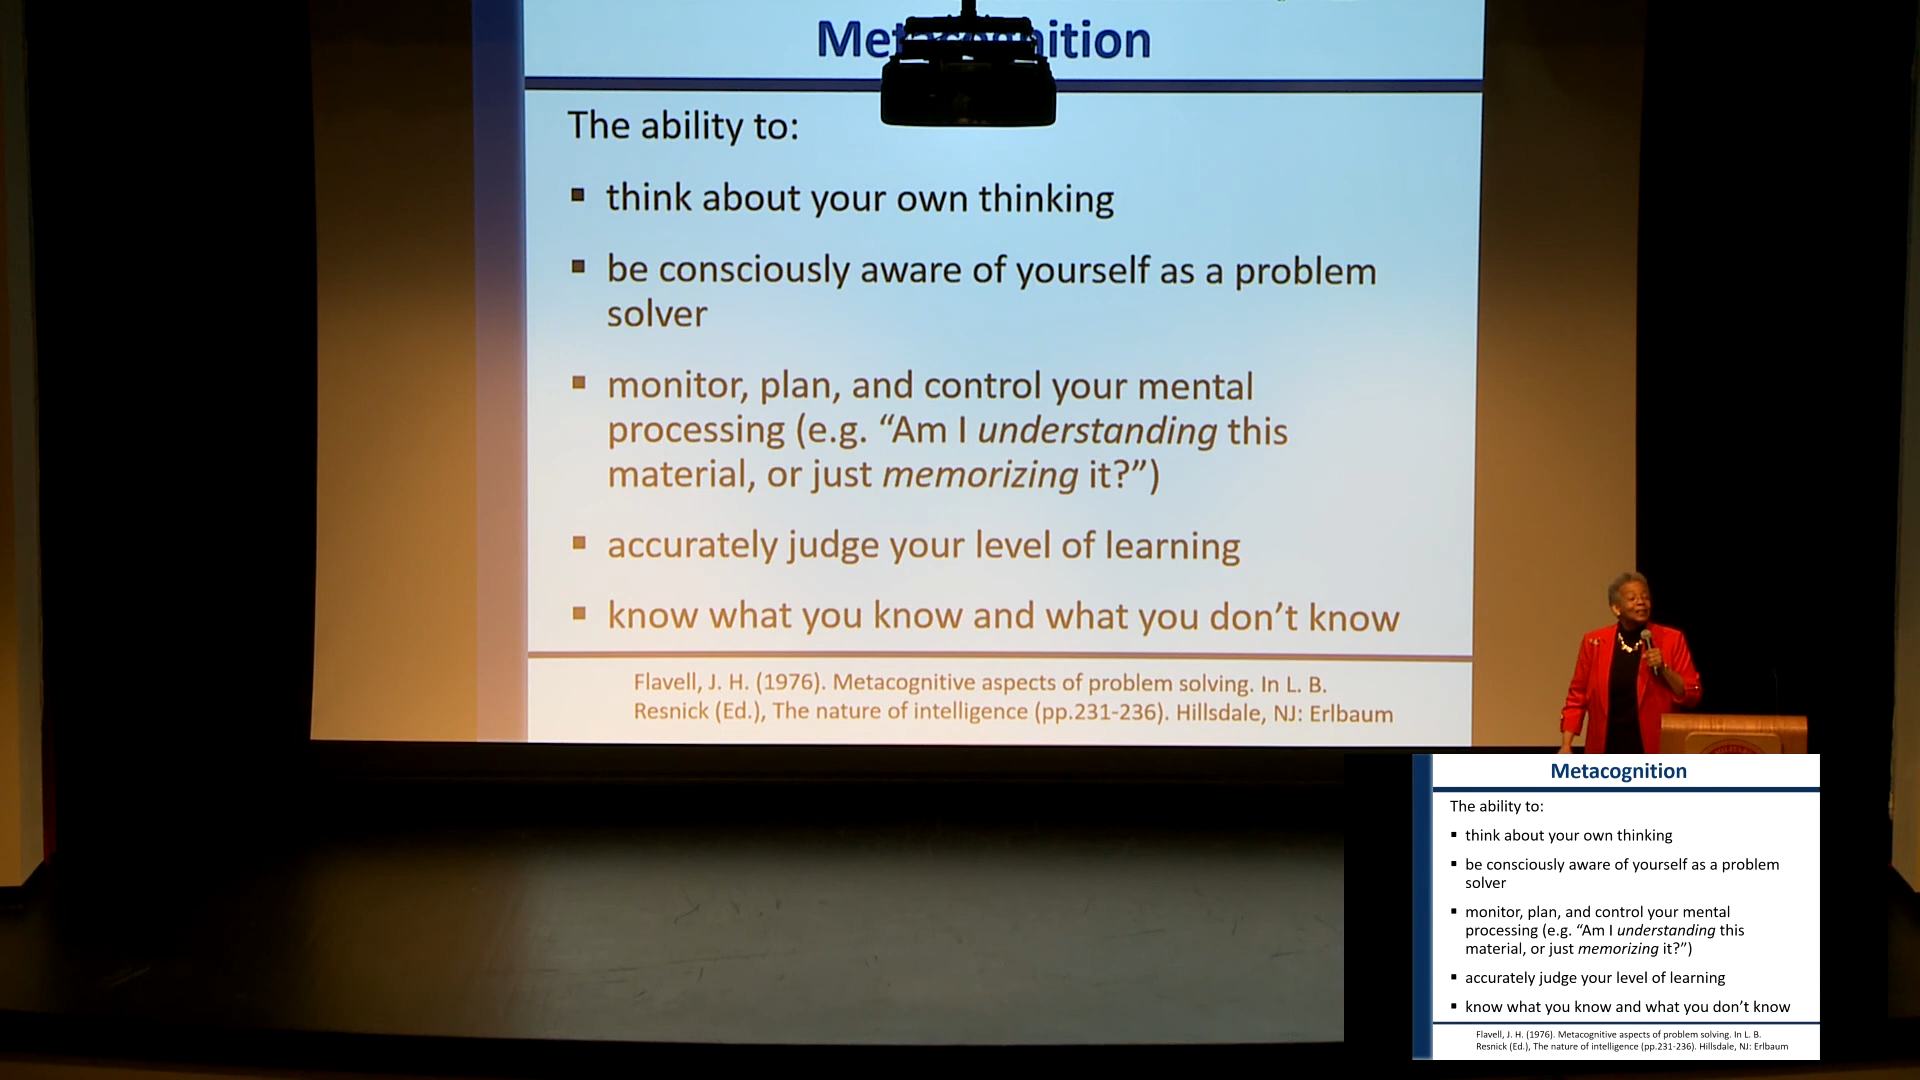 Metacognition
The ability to:
▪ think about your own thinking
▪ be consciously aware of yourself as a problem
solver
▪ monitor, plan, and control your mental
processing (e.g. “Am I understanding this
material, or just memorizing it?”)
▪ accurately judge your level of learning
▪ know what you know and what you don’t know
Flavell, J. H. (1976). Metacognitive aspects of problem solving. In L. B.
Resnick (Ed.), The nature of intelligence (pp.231-236). Hillsdale, NJ: Erlbaum
Metacognition
The ability to:
▪ think about your own thinking
▪ be consciously aware of yourself as a problem
solver
▪ monitor, plan, and control your mental
processing (e.g. “Am I understanding this
material, or just memorizing it?”)
▪ accurately judge your level of learning
▪ know what you know and what you don’t know
Flavell, J. H. (1976). Metacognitive aspects of problem solving. In L. B.
Resnick (Ed.), The nature of intelligence (pp.231-236). Hillsdale, NJ: Erlbaum